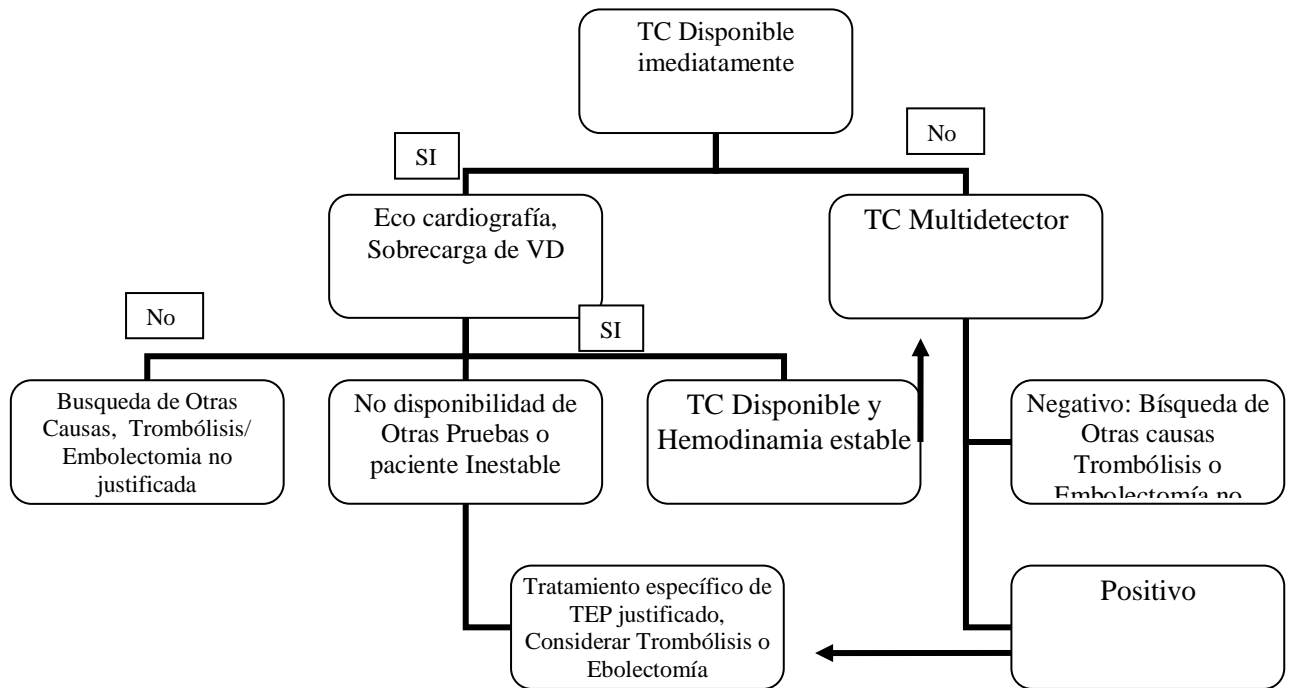 TC Disponible
imediatamente
SI
No
Eco cardiografía,
Sobrecarga de VD
TC Multidetector
No
SI
Busqueda de Otras
Causas, Trombólisis/
Embolectomia no
justificada
No disponibilidad de
Otras Pruebas o
paciente Inestable
TC Disponible y
Hemodinamia estable
Negativo: Bísqueda de
Otras causas
Trombólisis o
Embolectomía no
Tratamiento específico de
TEP justificado,
Considerar Trombólisis o
Ebolectomía
Positivo